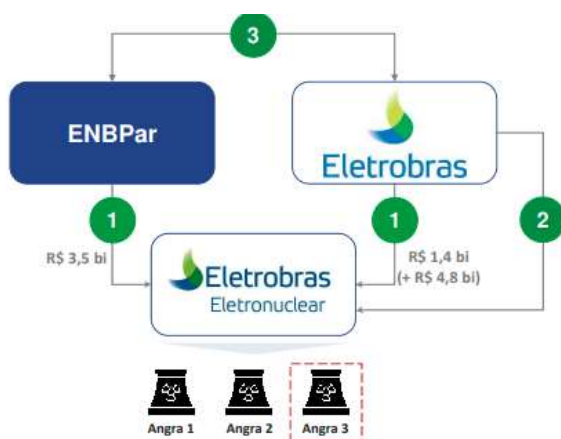 3
ENBPar
Eletrobras
1
1
2
R$ 3,5 bi
R$ 1,4 bi
(+ R$ 4,8 bi)
Eletrobras
Eletronuclear
Angra 1
Angra 2
Angra 3